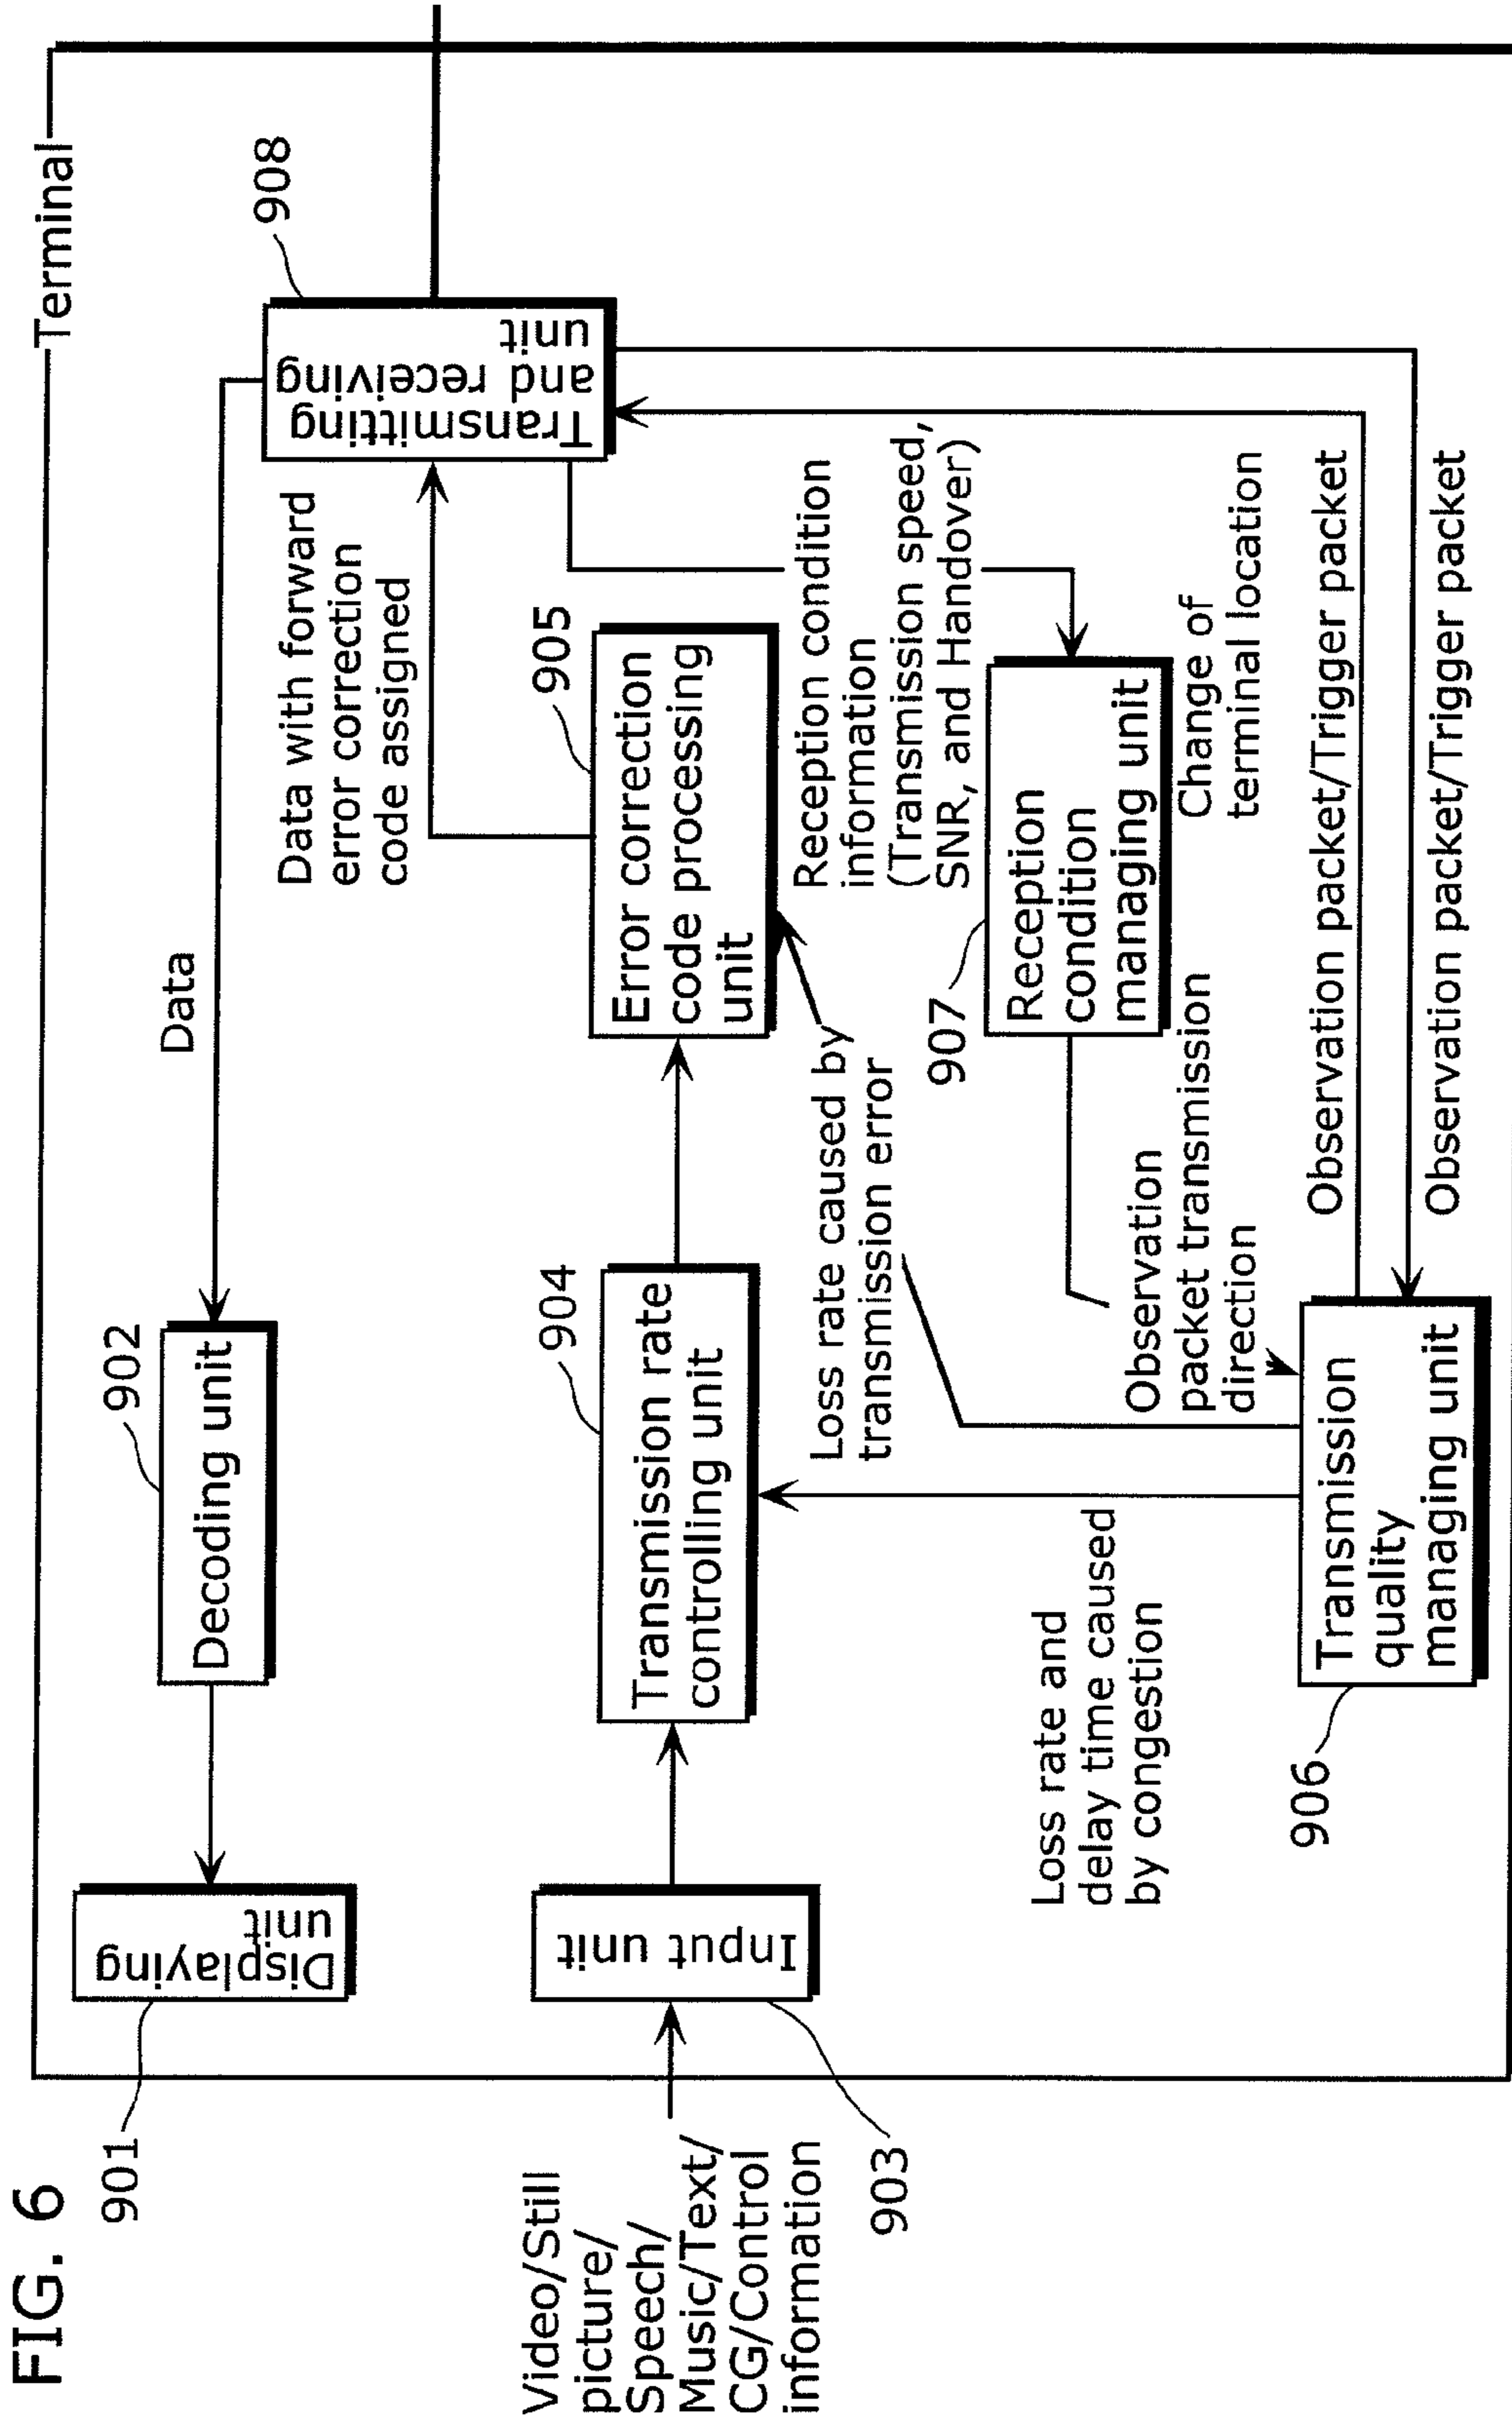 FIG. 6
Terminal
901
Displaying
unit
902
Decoding unit
Data
908
Transmitting
and receiving
unit
Data with forward
error correction
code assigned
Video/Still
picture/
Speech/
Music/Text/
CG/Control
information
903
Input unit
904
Transmission rate
controlling unit
905
Error correction
code processing
unit
Loss rate caused by
transmission error
Reception condition
information
(Transmission speed,
SNR, and Handover)
907
Reception
condition
managing unit
Change of
terminal location
Loss rate and
delay time caused
by congestion
Observation
packet transmission
direction
906
Transmission
quality
managing unit
Observation packet/Trigger packet
Observation packet/Trigger packet